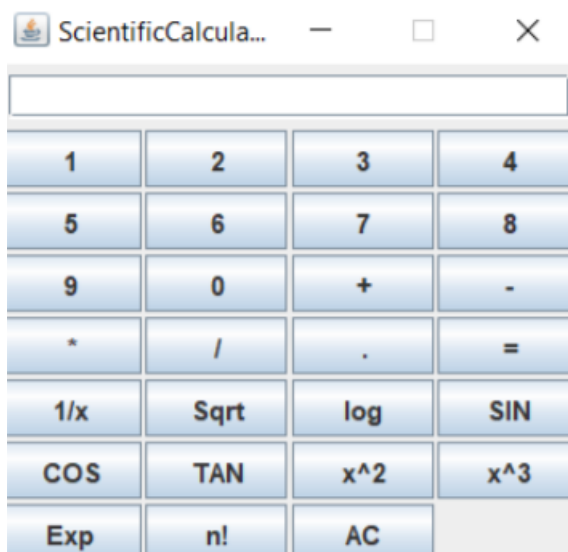 ScientificCalcula...
1 2 3 4
5 6 7 8
9 0 + -
* / . =
1/x Sqrt log SIN
COS TAN x^2 x^3
Exp n! AC